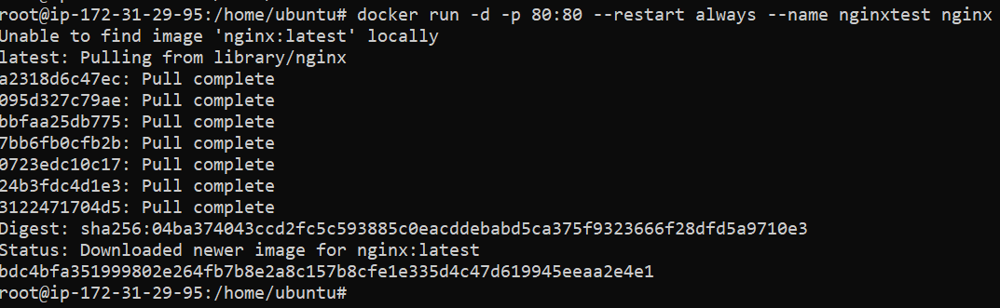 root@ip-172-31-29-95:/home/ubuntu# docker run -d -p 80:80 --restart always --name nginxtest nginx
Unable to find image 'nginx:latest' locally
latest: Pulling from library/nginx
a2318d6c47ec: Pull complete
095d327c79ae: Pull complete
bbfaa25db775: Pull complete
7bb6fb0cfb2b: Pull complete
0723edc10c17: Pull complete
24b3fdc4d1e3: Pull complete
3122471704d5: Pull complete
Digest: sha256:04ba374043ccd2fc5c593885c0eacddebabd5ca375f9323666f28dfd5a9710e3
Status: Downloaded newer image for nginx:latest
bdc4bfa351999802e264fb7b8e2a8c157b8cfe1e335d4c47d619945eeaa2e4e1
root@ip-172-31-29-95:/home/ubuntu#